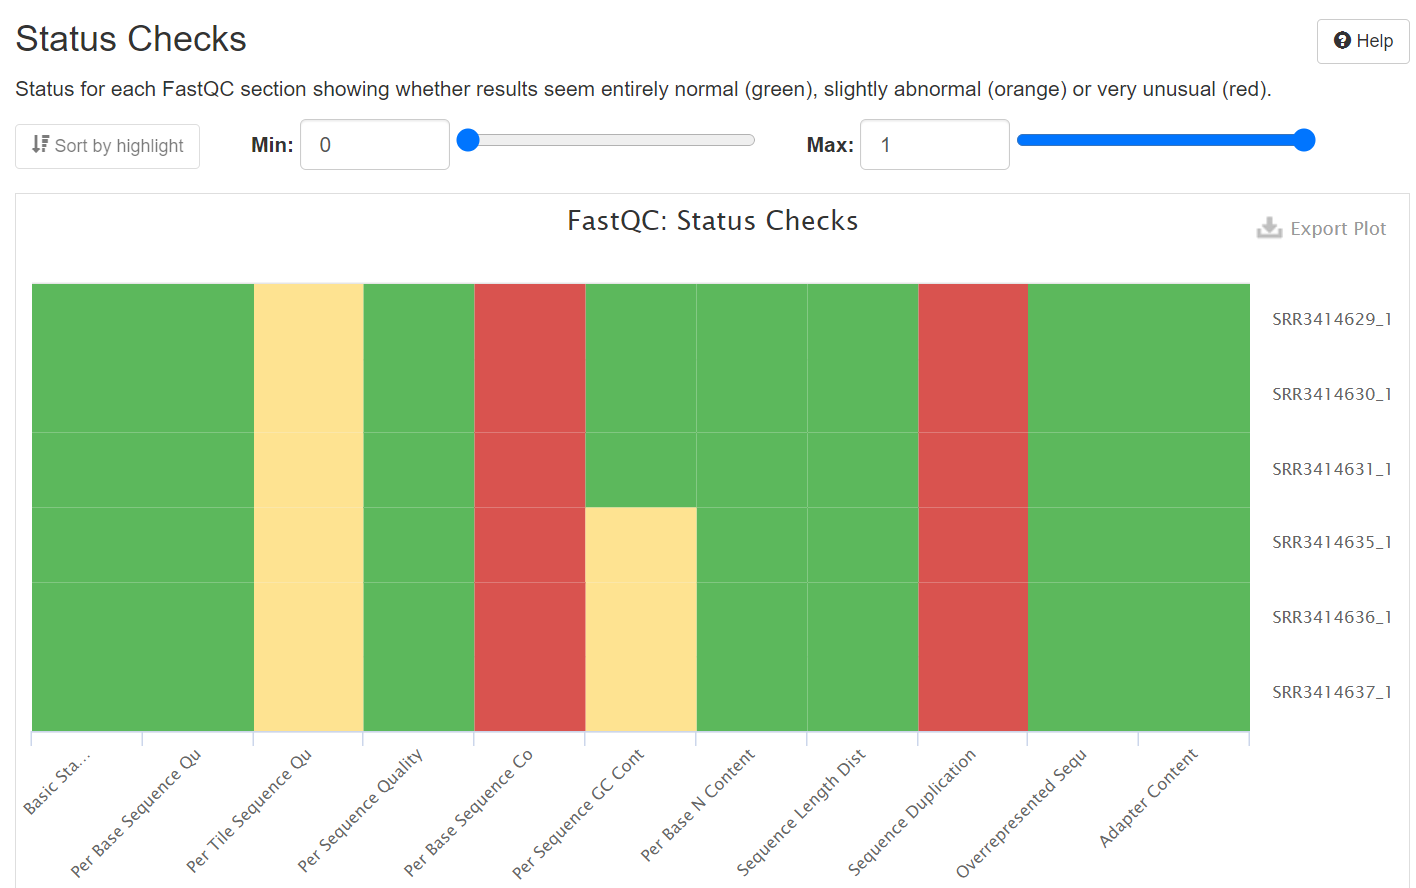 Status Checks
Help
Status for each FastQC section showing whether results seem entirely normal (green), slightly abnormal (orange) or very unusual (red).
Sort by highlight
Min: 0
Max: 1
FastQC: Status Checks
Export Plot
SRR3414629_1
SRR3414630_1
SRR3414631_1
SRR3414635_1
SRR3414636_1
SRR3414637_1
Basic Sta...
Per Base Sequence Qu
Per Tile Sequence Qu
Per Sequence Quality
Per Base Sequence Co
Per Sequence GC Cont
Per Base N Content
Sequence Length Dist
Sequence Duplication
Overrepresented Sequ
Adapter Content